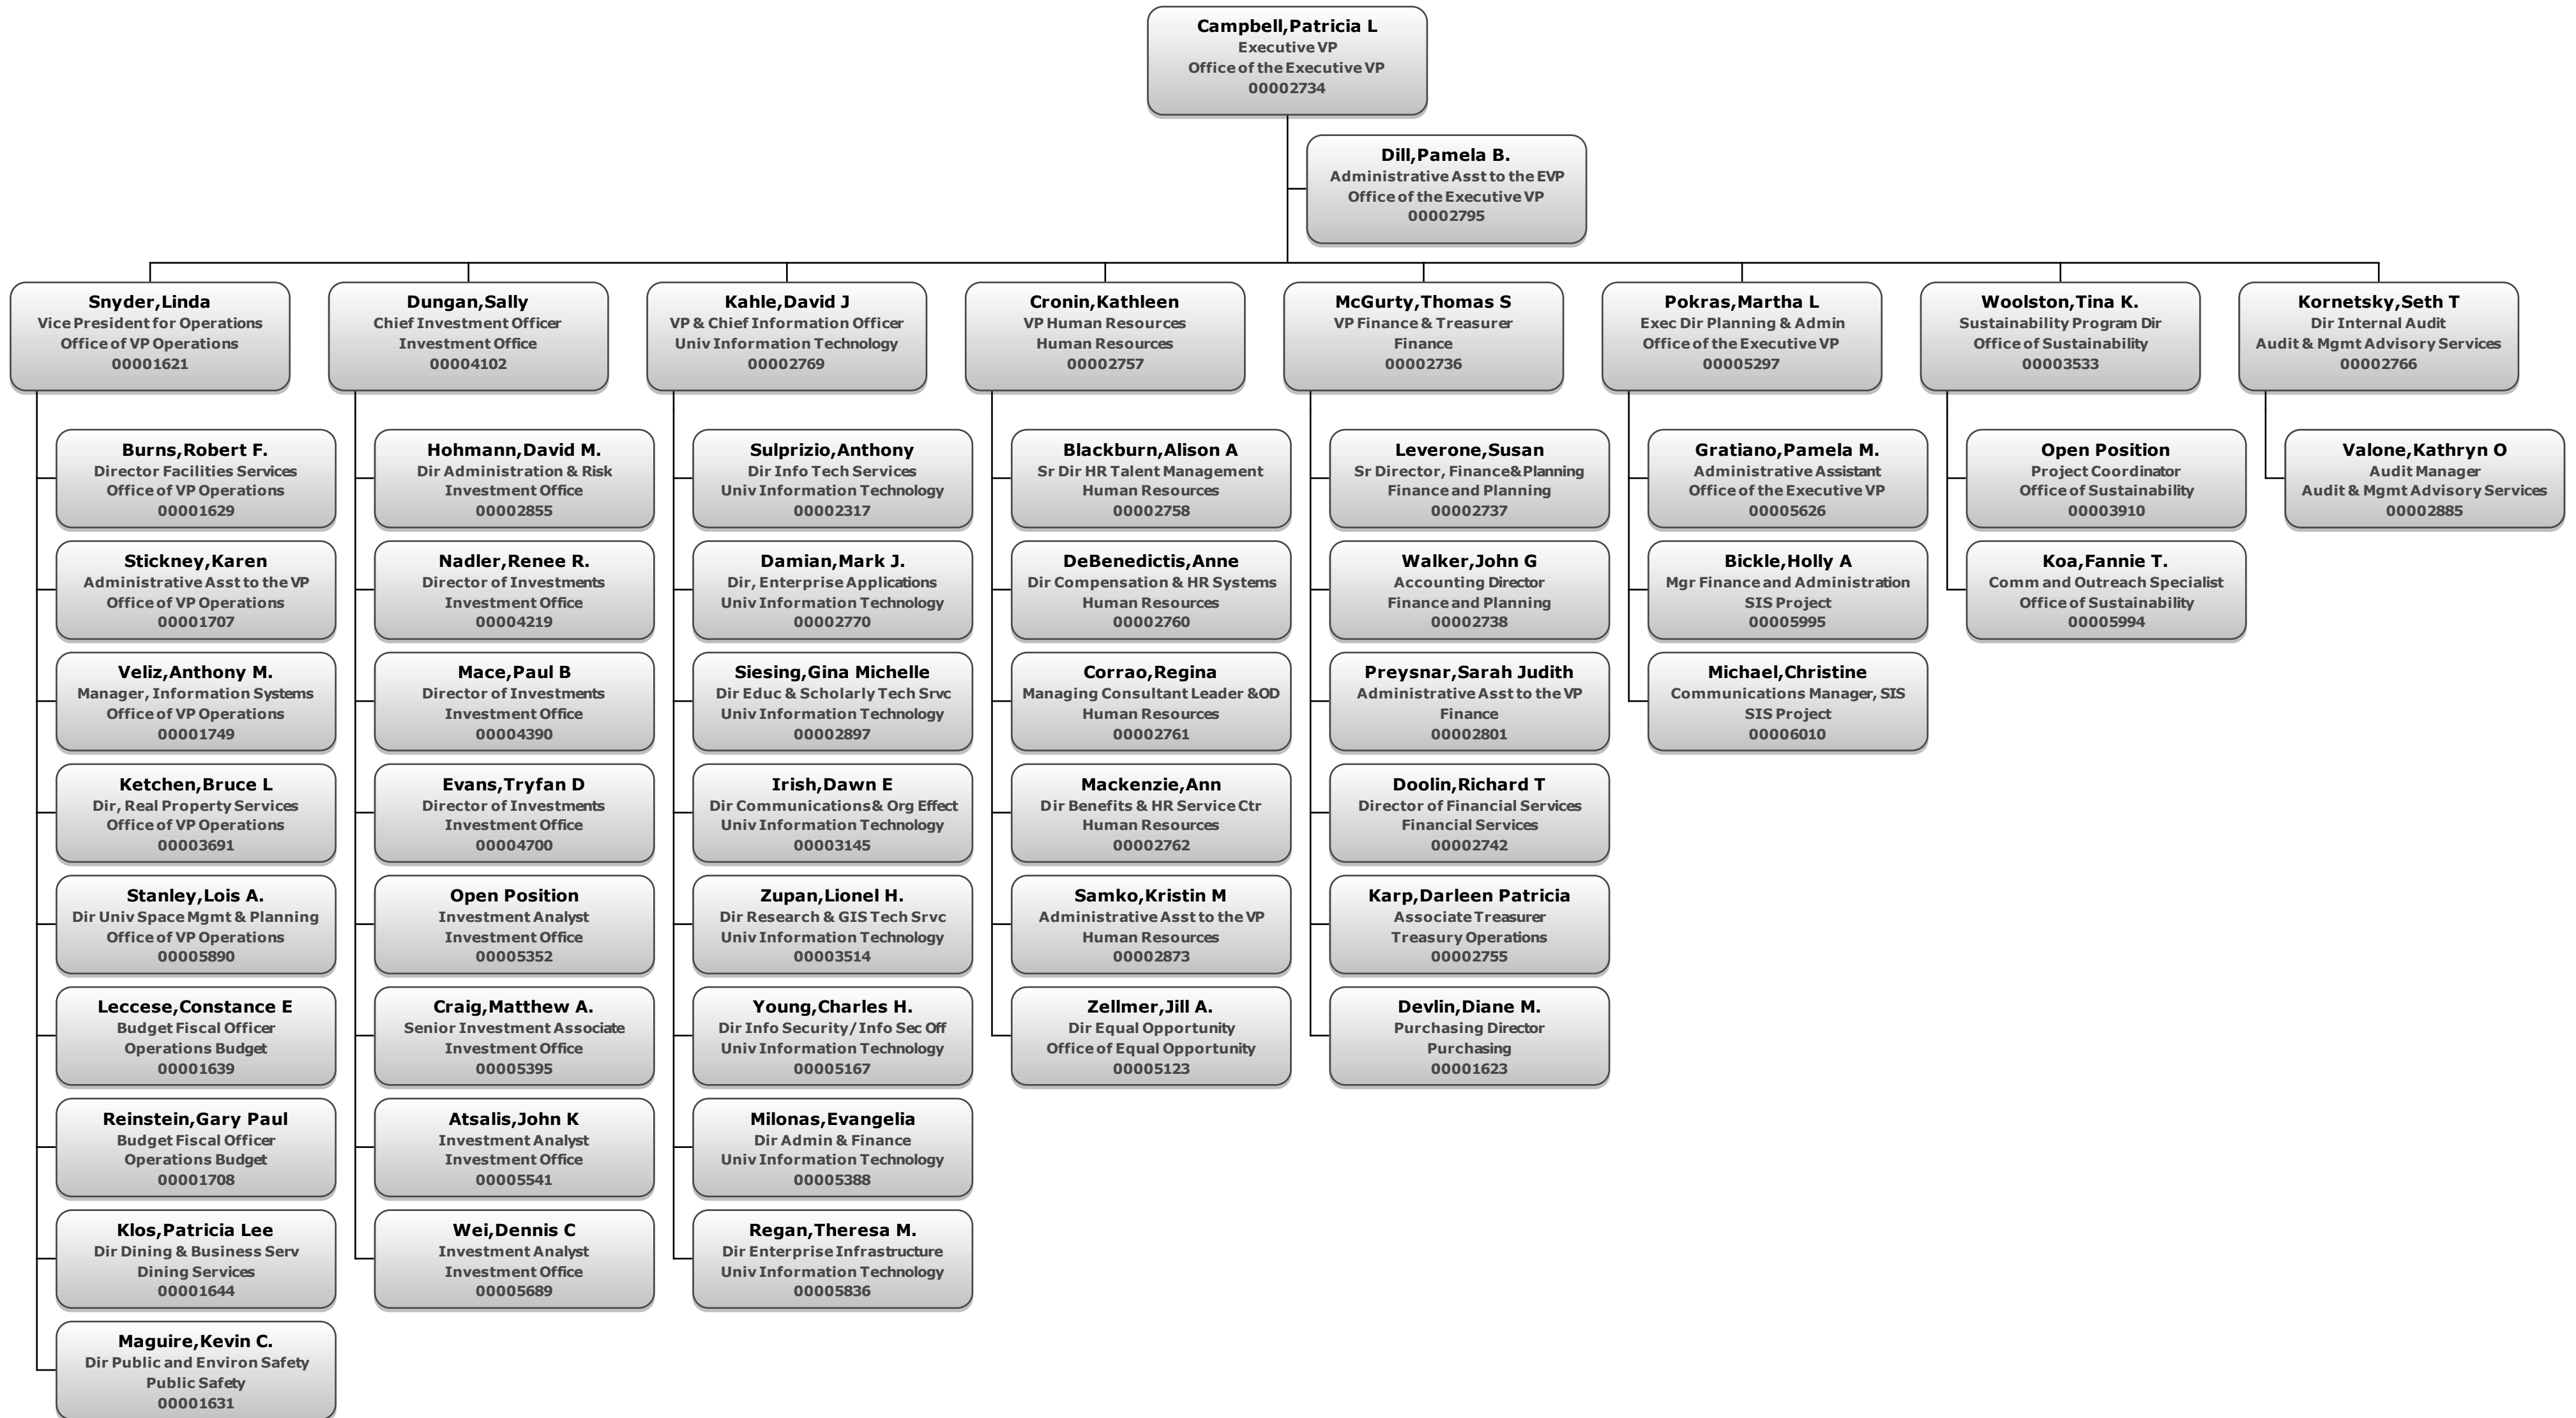 Campbell,Patricia L
Executive VP
Office of the Executive VP
00002734
Dill,Pamela B.
Administrative Asst to the EVP
Office of the Executive VP
00002795
Snyder,Linda
Vice President for Operations
Office of VP Operations
00001621
Burns,Robert F.
Director Facilities Services
Office of VP Operations
00001629
Stickney,Karen
Administrative Asst to the VP
Office of VP Operations
00001707
Veliz,Anthony M.
Manager, Information Systems
Office of VP Operations
00001749
Ketchen,Bruce L
Dir, Real Property Services
Office of VP Operations
00003691
Stanley,Lois A.
Dir Univ Space Mgmt & Planning
Office of VP Operations
00005890
Leccese,Constance E
Budget Fiscal Officer
Operations Budget
00001639
Reinstein,Gary Paul
Budget Fiscal Officer
Operations Budget
00001708
Klos,Patricia Lee
Dir Dining & Business Serv
Dining Services
00001644
Maguire,Kevin C.
Dir Public and Environ Safety
Public Safety
00001631
Dungan,Sally
Chief Investment Officer
Investment Office
00004102
Hohmann,David M.
Dir Administration & Risk
Investment Office
00002855
Nadler,Renee R.
Director of Investments
Investment Office
00004219
Mace,Paul B
Director of Investments
Investment Office
00004390
Evans,Tryfan D
Director of Investments
Investment Office
00004700
Open Position
Investment Analyst
Investment Office
00005352
Craig,Matthew A.
Senior Investment Associate
Investment Office
00005395
Atsalis,John K
Investment Analyst
Investment Office
00005541
Wei,Dennis C
Investment Analyst
Investment Office
00005689
Kahle,David J
VP & Chief Information Officer
Univ Information Technology
00002769
Sulprizio,Anthony
Dir Info Tech Services
Univ Information Technology
00002317
Damian,Mark J.
Dir, Enterprise Applications
Univ Information Technology
00002770
Siesing,Gina Michelle
Dir Educ & Scholarly Tech Srvc
Univ Information Technology
00002897
Irish,Dawn E
Dir Communications& Org Effect
Univ Information Technology
00003145
Zupan,Lionel H.
Dir Research & GIS Tech Srvc
Univ Information Technology
00003514
Young,Charles H.
Dir Info Security/Info Sec Off
Univ Information Technology
00005167
Milonas,Evangelia
Dir Admin & Finance
Univ Information Technology
00005388
Regan,Theresa M.
Dir Enterprise Infrastructure
Univ Information Technology
00005836
Cronin,Kathleen
VP Human Resources
Human Resources
00002757
Blackburn,Alison A
Sr Dir HR Talent Management
Human Resources
00002758
DeBenedictis,Anne
Dir Compensation & HR Systems
Human Resources
00002760
Corrao,Regina
Managing Consultant Leader &OD
Human Resources
00002761
Mackenzie,Ann
Dir Benefits & HR Service Ctr
Human Resources
00002762
Samko,Kristin M
Administrative Asst to the VP
Human Resources
00002873
Zellmer,Jill A.
Dir Equal Opportunity
Office of Equal Opportunity
00005123
McGurty,Thomas S
VP Finance & Treasurer
Finance
00002736
Leverone,Susan
Sr Director, Finance&Planning
Finance and Planning
00002737
Walker,John G
Accounting Director
Finance and Planning
00002738
Preysnar,Sarah Judith
Administrative Asst to the VP
Finance
00002801
Doolin,Richard T
Director of Financial Services
Financial Services
00002742
Karp,Darleen Patricia
Associate Treasurer
Treasury Operations
00002755
Devlin,Diane M.
Purchasing Director
Purchasing
00001623
Pokras,Martha L
Exec Dir Planning & Admin
Office of the Executive VP
00005297
Gratiano,Pamela M.
Administrative Assistant
Office of the Executive VP
00005626
Bickle,Holly A
Mgr Finance and Administration
SIS Project
00005995
Michael,Christine
Communications Manager, SIS
SIS Project
00006010
Woolston,Tina K.
Sustainability Program Dir
Office of Sustainability
00003533
Open Position
Project Coordinator
Office of Sustainability
00003910
Koa,Fannie T.
Comm and Outreach Specialist
Office of Sustainability
00005994
Kornetsky,Seth T
Dir Internal Audit
Audit & Mgmt Advisory Services
00002766
Valone,Kathryn O
Audit Manager
Audit & Mgmt Advisory Services
00002885